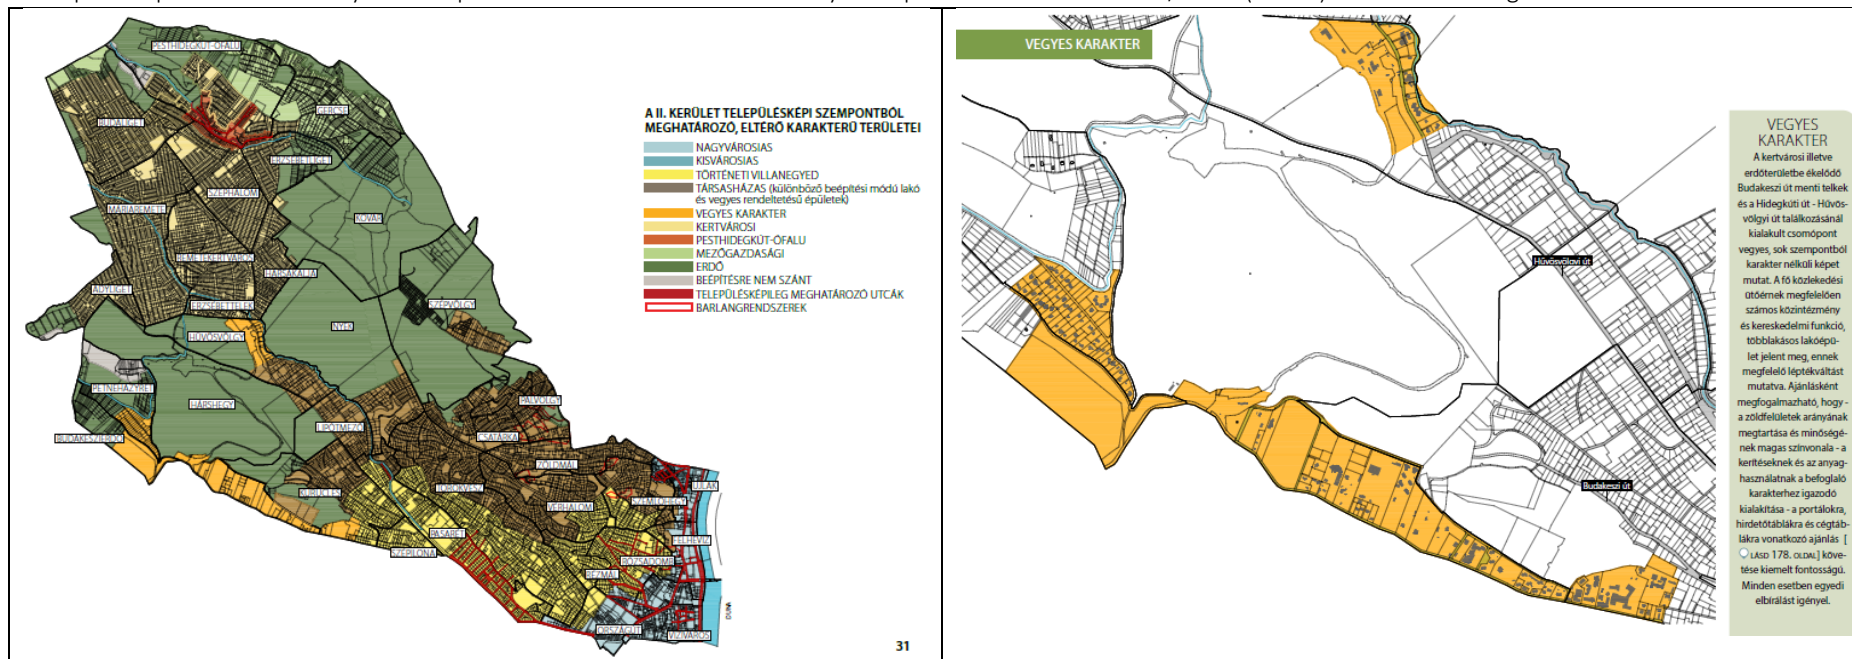 PESTHIDEGKÚT-ÓFALU
GERCSE
BUDALIGET
ERZSÉBETLIGET
SZÉPHALOM
KŐVÁR
MÁRIAREMETE
REMETEKERTVÁROS
HÁRSAKALJA
ADYLIGET
ERZSÉBETTELEK
SZÉPVÖLGY
HŰVÖSVÖLGY
NYÉK
PETNEHÁZYRÉT
HÁRSHEGY
PÁLVÖLGY
BUDAKESZIERDŐ
LIPÓTMEZŐ
CSATÁRKA
ZÖLDMÁL
KURUCLES
TÖRÖKVÉSZ
SZEMLŐHEGY
ÚJLAK
VÉRHALOM
PASARÉT
FELHÉVÍZ
SZÉPILONA
RÓZSADOMB
RÉZMÁL
DUNA
ORSZÁGÚT
VÍZIVÁROS
A II. KERÜLET TELEPÜLÉSKÉPI SZEMPONTBÓL
MEGHATÁROZÓ, ELTÉRŐ KARAKTERŰ TERÜLETEI
NAGYVÁROSIAS
KISVÁROSIAS
TÖRTÉNETI VILLANEGYED
TÁRSASHÁZAS (különböző beépítési módú lakó
és vegyes rendeltetésű épületek)
VEGYES KARAKTER
KERTVÁROSI
PESTHIDEGKÚT-ÓFALU
MEZŐGAZDASÁGI
ERDŐ
BEÉPÍTÉSRE NEM SZÁNT
TELEPÜLÉSKÉPILEG MEGHATÁROZÓ UTCÁK
BARLANGRENDSZEREK
31
VEGYES KARAKTER
Hűvösvölgyi út
Budakeszi út
VEGYES
KARAKTER
A kertvárosi illetve
erdőterületbe ékelődő
Budakeszi út menti telkek
és a Hidegkúti út - Hűvös-
völgyi út találkozásánál
kialakult csomópont
vegyes, sok szempontból
karakter nélküli képet
mutat. A fő közlekedési
ütőérnek megfelelően
számos közintézmény
és kereskedelmi funkció,
többlakásos lakóépü-
let jelent meg, ennek
megfelelő léptékváltást
mutatva. Ajánlásként
megfogalmazható, hogy -
a zöldfelületek arányának
megtartása és minőségé-
nek magas színvonala - a
kerítéseknek és az anyag-
használatnak a befoglaló
karakterhez igazodó
kialakítása - a portálokra,
hirdetőtáblákra és cégtáb-
lákra vonatkozó ajánlás [
LÁSD 178. OLDAL] köve-
tése kiemelt fontosságú.
Minden esetben egyedi
elbírálást igényel.